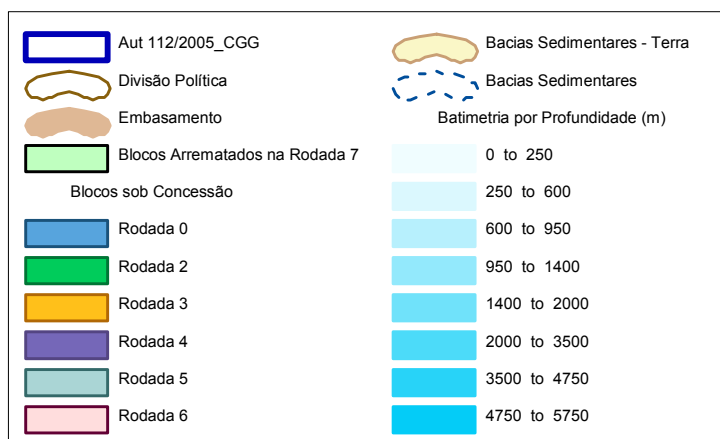 Aut 112/2005_CGG
Divisão Política
Embasamento
Blocos Arrematados na Rodada 7
Blocos sob Concessão
Rodada 0
Rodada 2
Rodada 3
Rodada 4
Rodada 5
Rodada 6
Bacias Sedimentares - Terra
Bacias Sedimentares
Batimetria por Profundidade (m)
0 to 250
250 to 600
600 to 950
950 to 1400
1400 to 2000
2000 to 3500
3500 to 4750
4750 to 5750